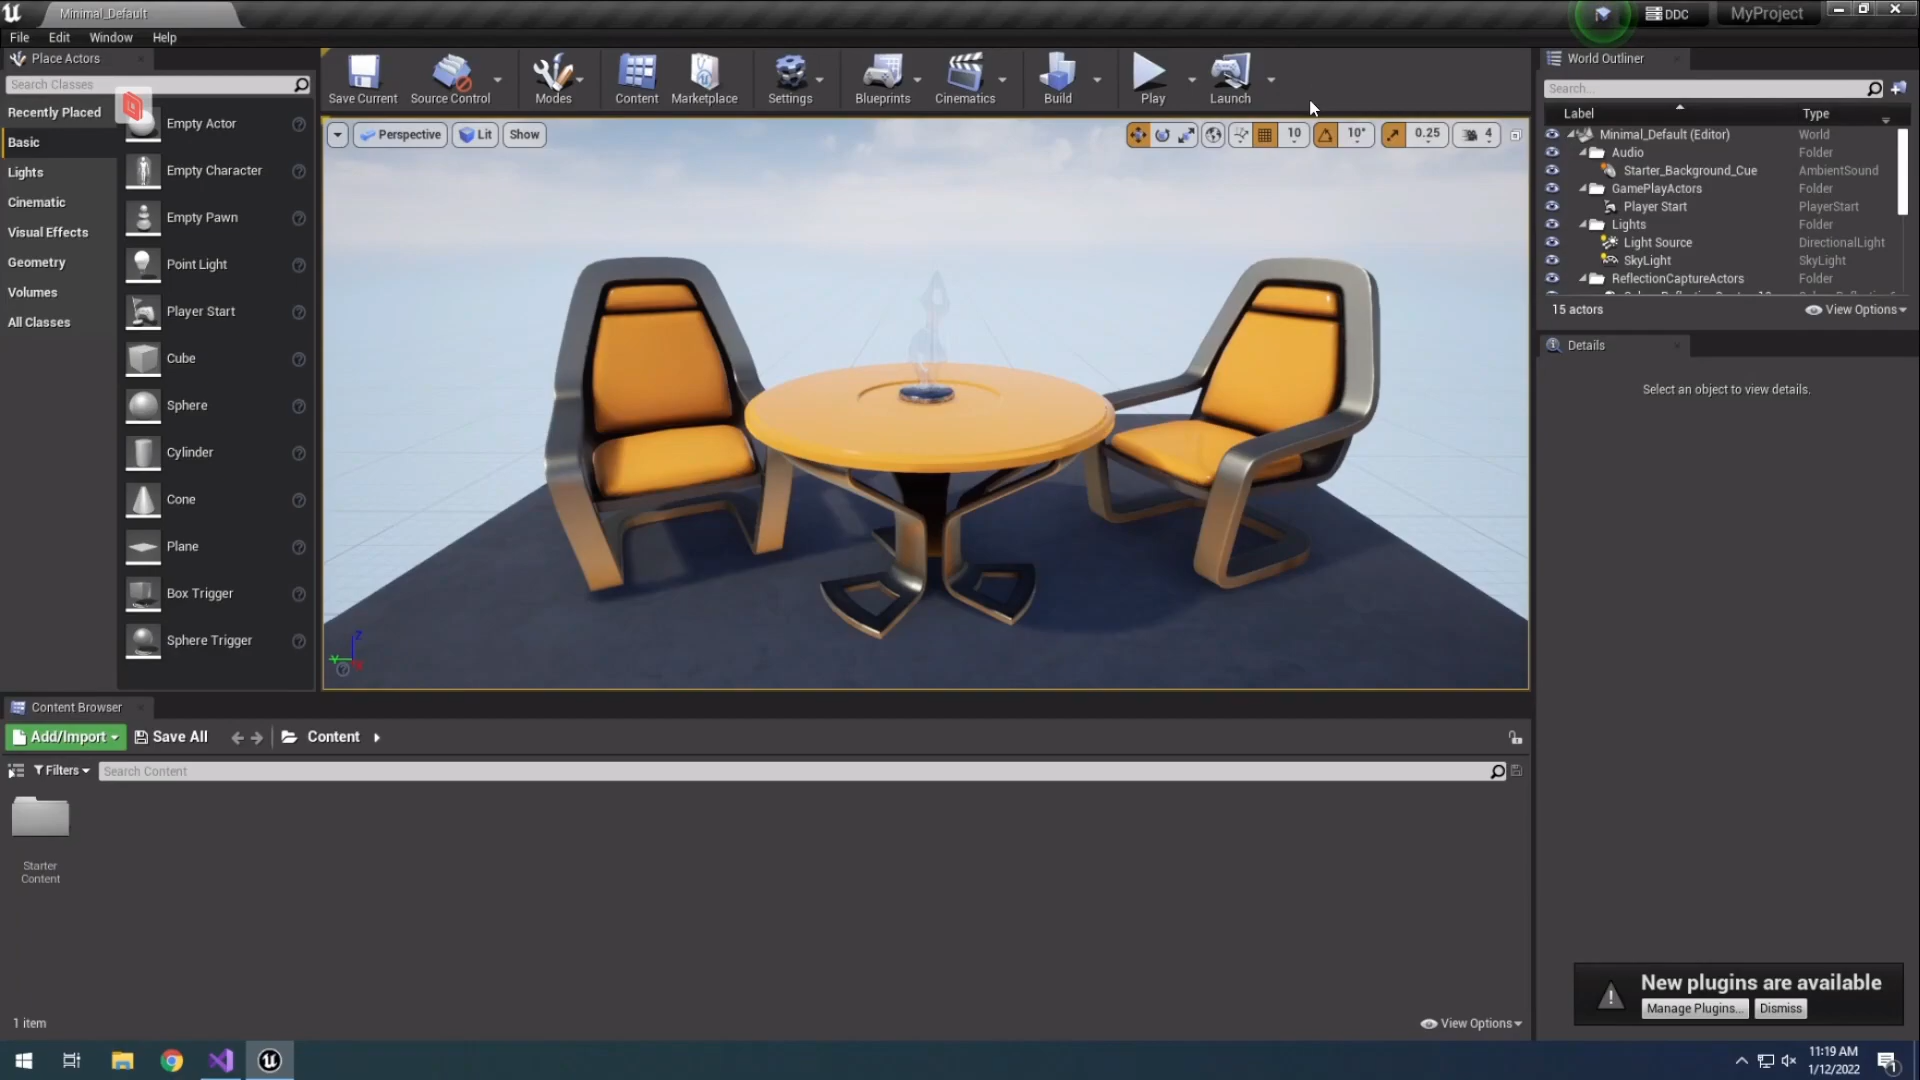 Minimal_Default
DDC
MyProject
File
Edit
Window
Help
Place Actors
Search Classes
Recently Placed
Basic
Lights
Cinematic
Visual Effects
Geometry
Volumes
All Classes
Empty Actor
Empty Character
Empty Pawn
Point Light
Player Start
Cube
Sphere
Cylinder
Cone
Plane
Box Trigger
Sphere Trigger
Save Current
Source Control
Modes
Content
Marketplace
Settings
Blueprints
Cinematics
Build
Play
Launch
Perspective
Lit
Show
10
10°
0.25
4
World Outliner
Search...
Label
Type
Minimal_Default (Editor)
World
Audio
Folder
Starter_Background_Cue
AmbientSound
GamePlayActors
Folder
Player Start
PlayerStart
Lights
Folder
Light Source
DirectionalLight
SkyLight
SkyLight
ReflectionCaptureActors
Folder
15 actors
View Options
Details
Select an object to view details.
Z
Y
Content Browser
Add/Import
Save All
Content
Filters
Search Content
Starter
Content
1 item
View Options
New plugins are available
Manage Plugins...
Dismiss
11:19 AM
1/12/2022
1